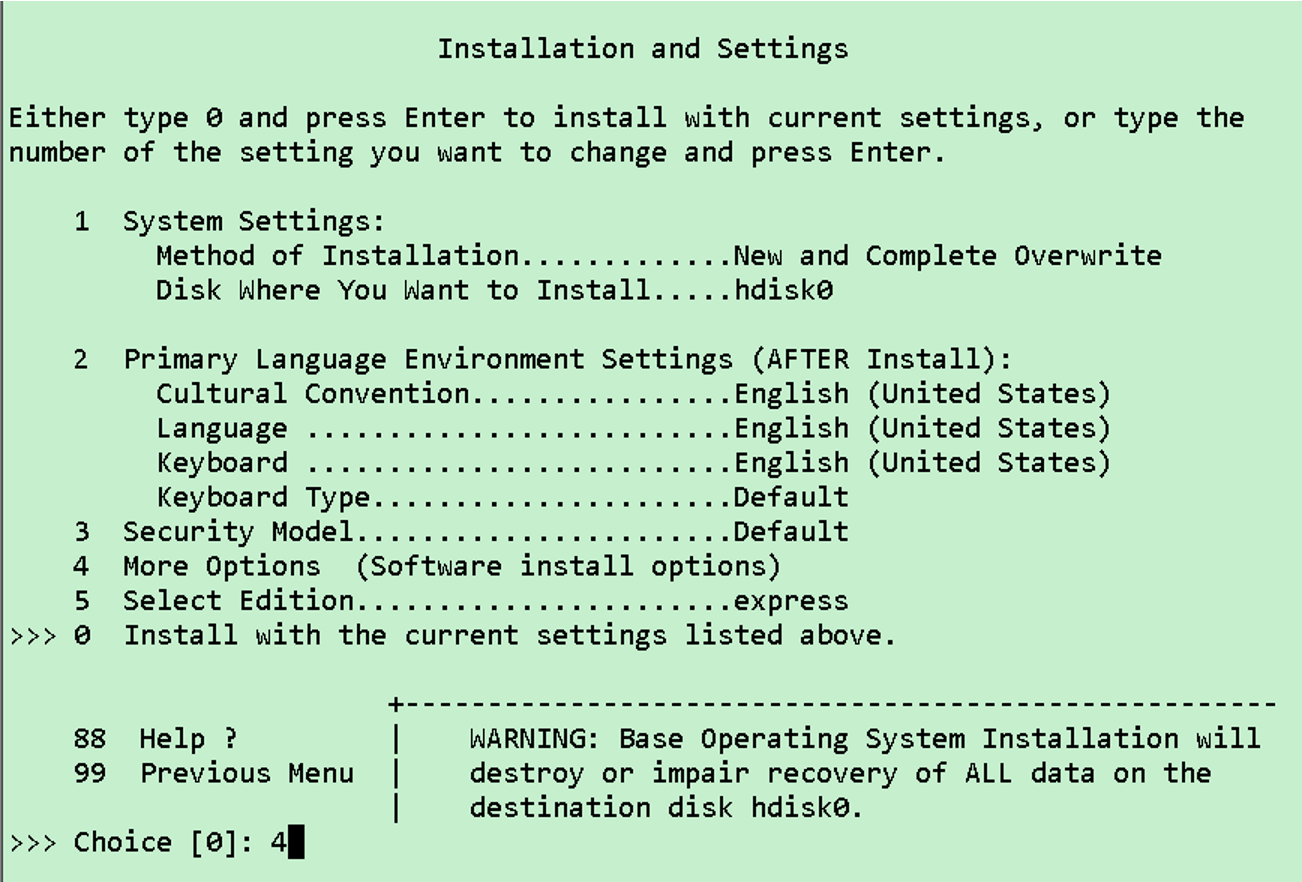 Installation and Settings
Either type 0 and press Enter to install with current settings, or type the
number of the setting you want to change and press Enter.
1  System Settings:
Method of Installation.............New and Complete Overwrite
Disk Where You Want to Install.....hdisk0
2  Primary Language Environment Settings (AFTER Install):
Cultural Convention................English (United States)
Language ..........................English (United States)
Keyboard ..........................English (United States)
Keyboard Type......................Default
3  Security Model.......................Default
4  More Options  (Software install options)
5  Select Edition.......................express
>>> 0  Install with the current settings listed above.
+-----------------------------------------------------
88  Help ?         |    WARNING: Base Operating System Installation will
99  Previous Menu  |    destroy or impair recovery of ALL data on the
|    destination disk hdisk0.
>>> Choice [0]: 4